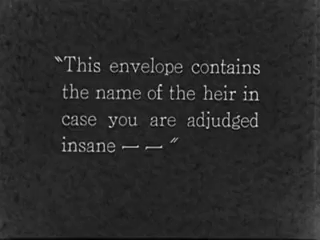 "This envelope contains
the name of the heir in
case you are adjudged
insane — — "